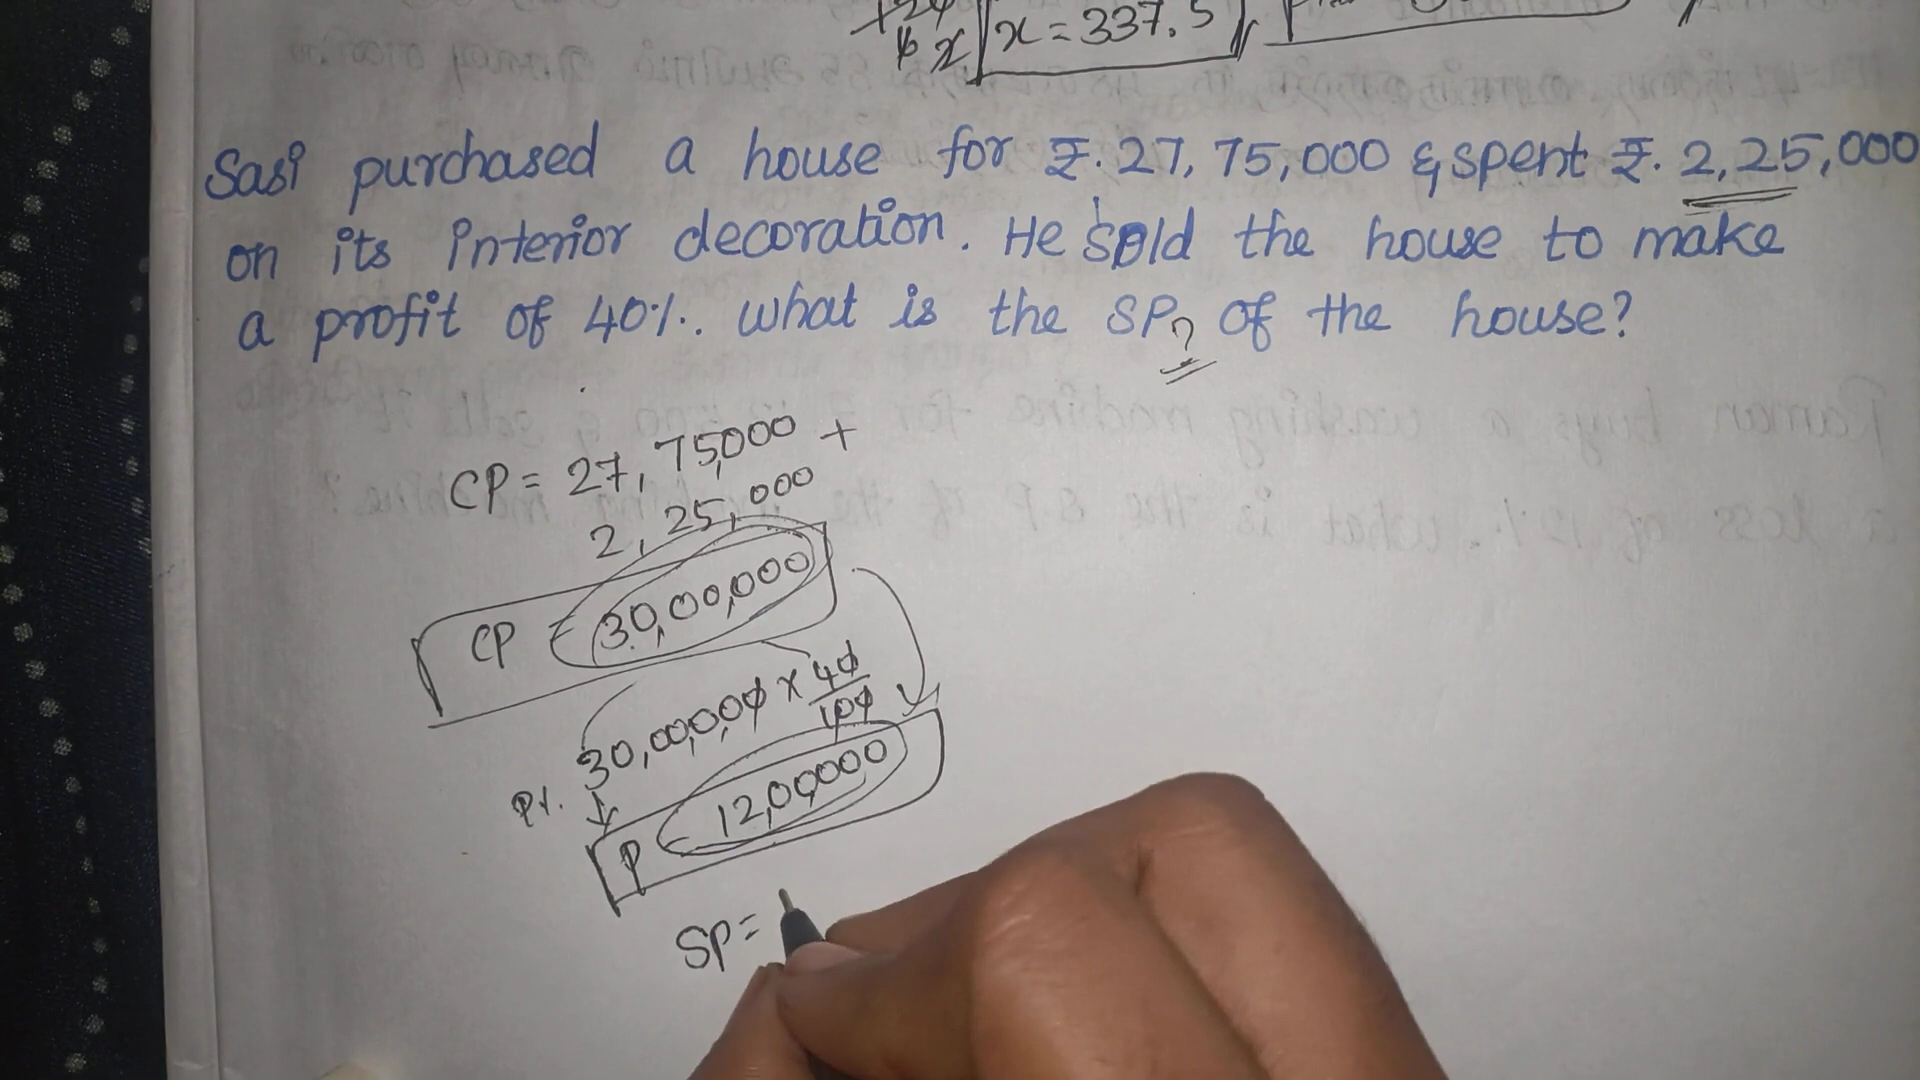 x = 337.5
Sasi purchased a house for ₹. 27,75,000 & spent ₹. 2,25,000
on its interior decoration. He sold the house to make
a profit of 40%. what is the SP? of the house?
CP = 27,75,000 +
2,25,000
CP = 30,00,000
30,00,000 x 40/100
P%.
P = 12,00,000
SP =